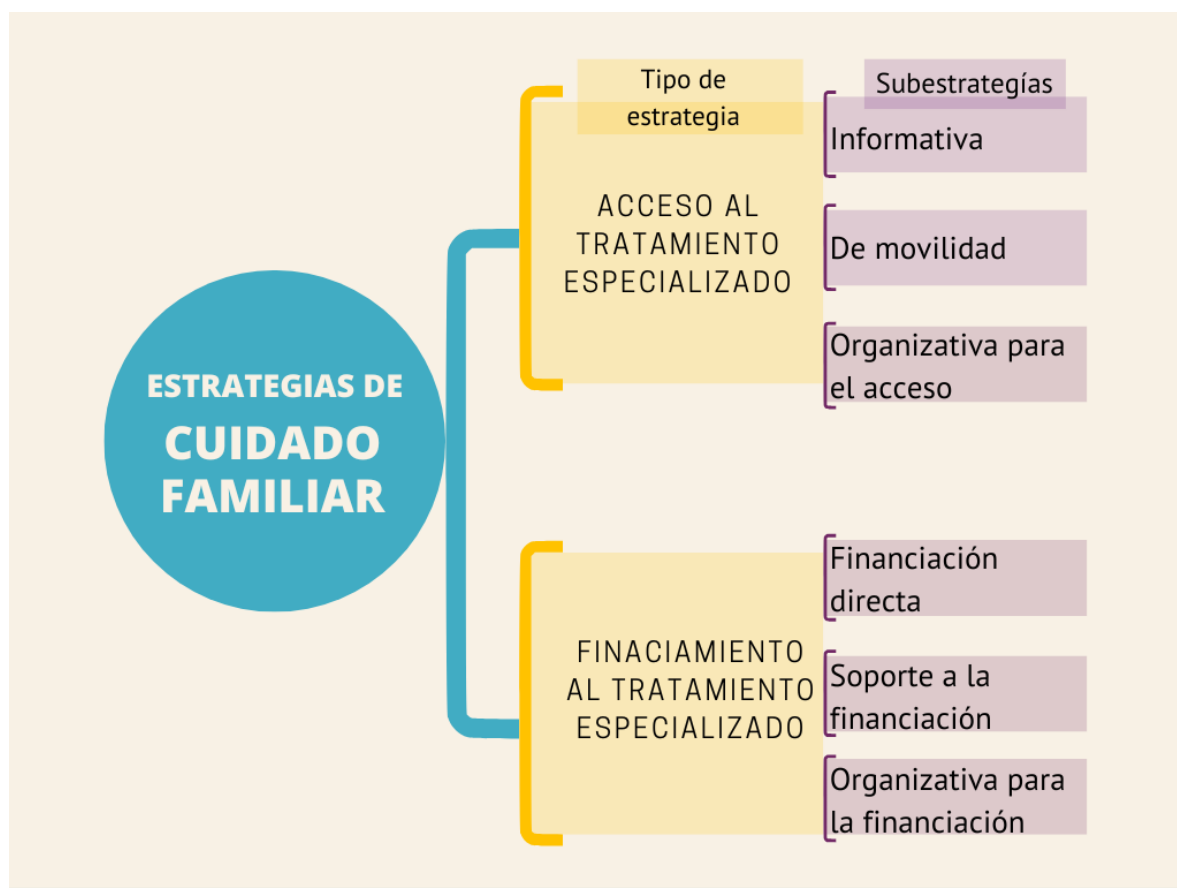 ESTRATEGIAS DE
CUIDADO
FAMILIAR
Tipo de
estrategia
Subestrategías
ACCESO AL
TRATAMIENTO
ESPECIALIZADO
Informativa
De movilidad
Organizativa para
el acceso
FINACIAMIENTO
AL TRATAMIENTO
ESPECIALIZADO
Financiación
directa
Soporte a la
financiación
Organizativa para
la financiación